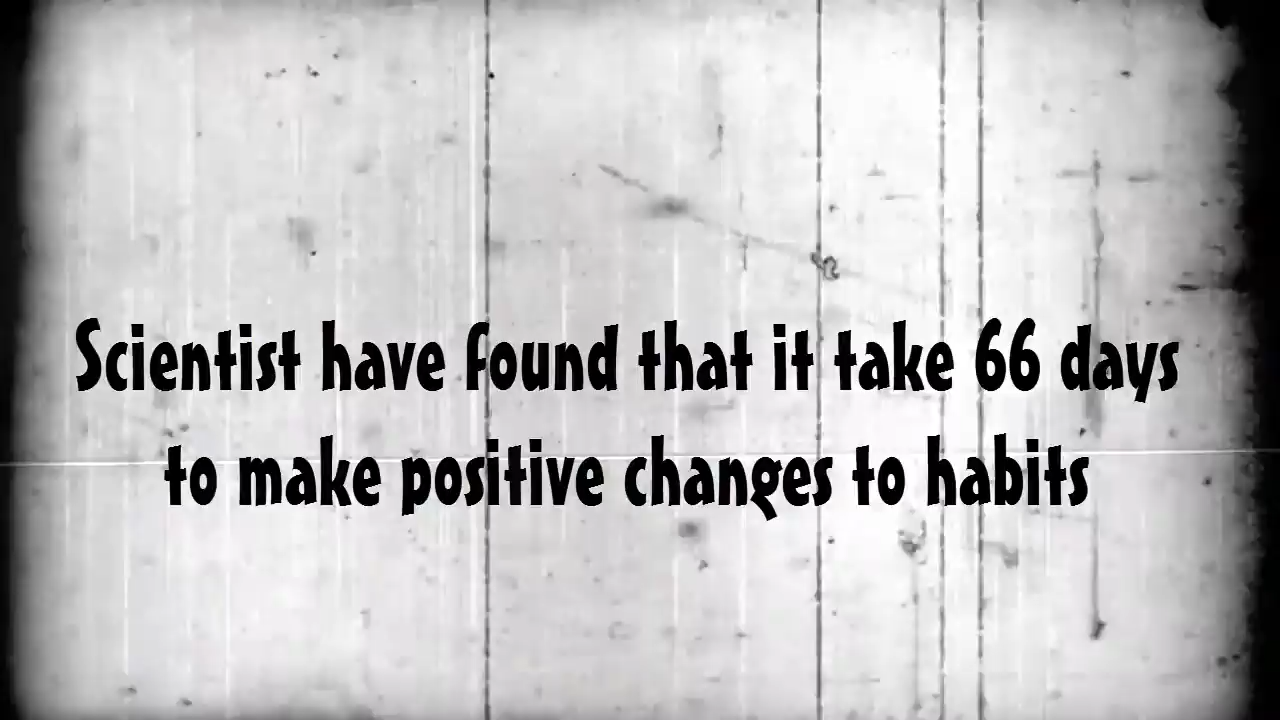 Scientist have found that it take 66 days
to make positive changes to habits